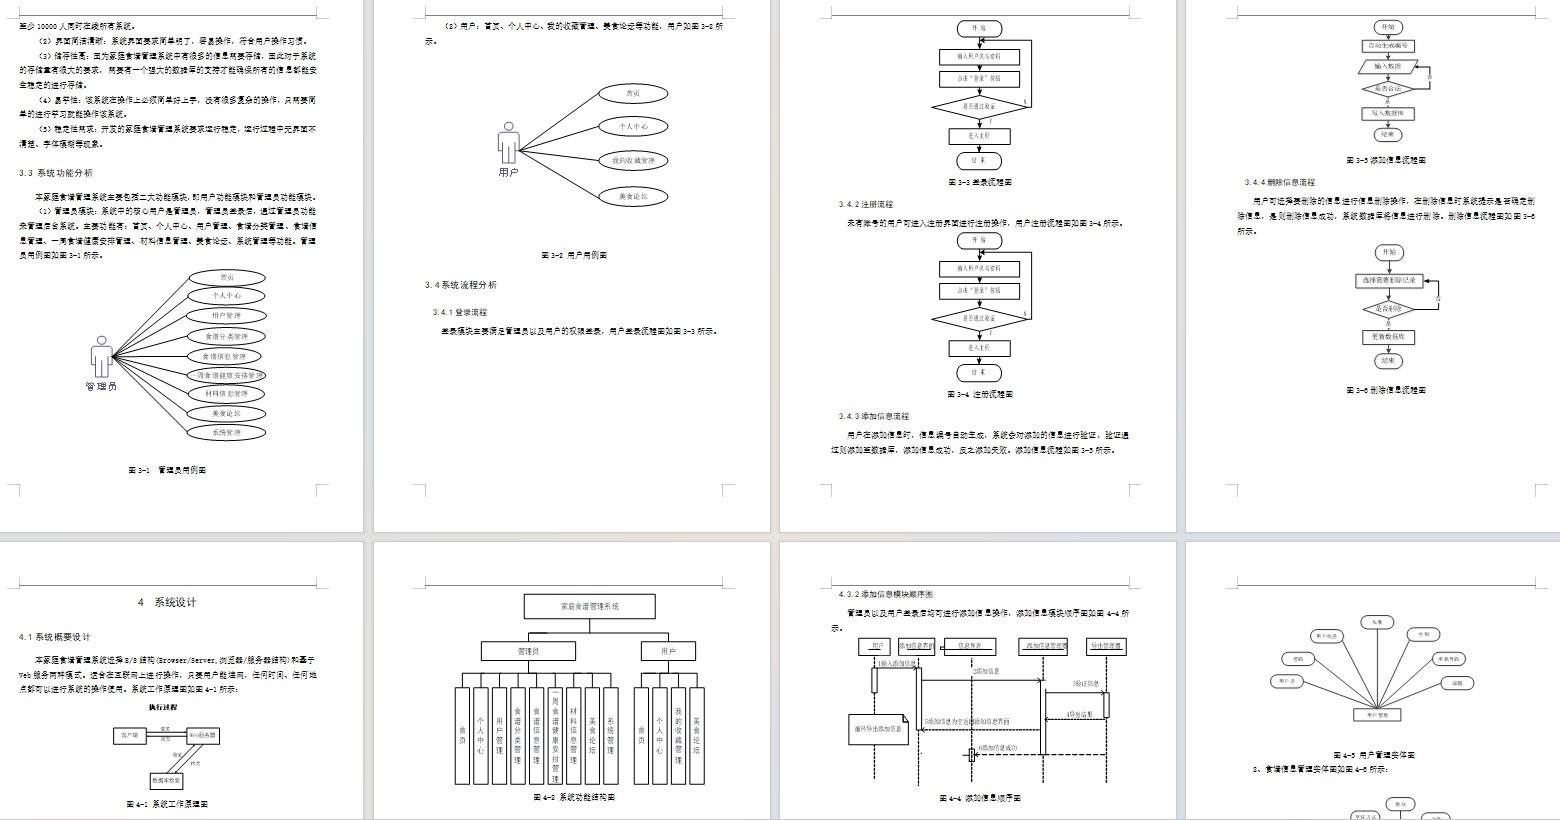 至少 10000 人同时在线所有系统。
（2）界面简洁清晰：系统界面要求简单明了，容易操作，符合用户操作习惯。
（3）储存性高：因为家庭食谱管理系统中有很多的信息需要存储，因此对于系统
的存储量有很大的要求，需要有一个强大的数据库的支持才能确保所有的信息都能安
全稳定的进行存储。
（4）易学性：该系统在操作上必须简单好上手，没有很多复杂的操作，只需要简
单的进行学习就能操作该系统。
（5）稳定性需求：开发的家庭食谱管理系统要求运行稳定，运行过程中无界面不
清楚、字体模糊等现象。
3.3 系统功能分析
本家庭食谱管理系统主要包括二大功能模块，即用户功能模块和管理员功能模块。
（1）管理员模块：系统中的核心用户是管理员，管理员登录后，通过管理员功能
来管理后台系统。主要功能有：首页、个人中心、用户管理、食谱分类管理、食谱信
息管理、一周食谱健康安排管理、材料信息管理、美食论坛、系统管理等功能。管理
员用例图如图 3-1 所示。
首页
个人中心
用户管理
食谱分类管理
食谱信息管理
一周食谱健康安排管理
材料信息管理
美食论坛
系统管理
管理员
图 3-1 管理员用例图
（2）用户：首页、个人中心、我的收藏管理、美食论坛等功能，用户如图 3-2 所
示。
首页
个人中心
我的收藏管理
美食论坛
用户
图 3-2 用户用例图
3.4 系统流程分析
3.4.1 登录流程
登录模块主要满足管理员以及用户的权限登录，用户登录流程图如图 3-3 所示。
开 始
输入用户名与密码
点击“登录”按钮
是否通过验证
N
Y
进入主页
结 束
图 3-3 登录流程图
3.4.2 注册流程
未有账号的用户可进入注册界面进行注册操作，用户注册流程图如图 3-4 所示。
开 始
输入用户名与密码
点击“登录”按钮
是否通过验证
N
Y
进入主页
结 束
图 3-4 注册流程图
3.4.3 添加信息流程
用户在添加信息时，信息编号自动生成，系统会对添加的信息进行验证，验证通
过则添加至数据库，添加信息成功，反之添加失败。添加信息流程如图 3-5 所示。
开始
自动生成编号
输入数据
否
是否合法
是
写入数据库
结束
图 3-5 添加信息流程图
3.4.4 删除信息流程
用户可选择要删除的信息进行信息删除操作，在删除信息时系统提示是否确定删
除信息，是则删除信息成功，系统数据库将信息进行删除。删除信息流程图如图 3-6
所示。
开始
选择需要删除记录
否
是否删除
是
更新数据库
结束
图 3-6 删除信息流程图
4 系统设计
4.1 系统概要设计
本家庭食谱管理系统选择 B/S 结构(Browser/Server,浏览器/服务器结构)和基于
Web 服务两种模式。适合在互联网上进行操作，只要用户能连网，任何时间、任何地
点都可以进行系统的操作使用。系统工作原理图如图 4-1 所示：
执行过程
客户端
请求
Web服务器
数据库检索
图 4-1 系统工作原理图
家庭食谱管理系统
管理员
用户
首页
个人中心
用户管理
食谱分类管理
食谱信息管理
一周食谱健康安排管理
材料信息管理
美食论坛
系统管理
首页
个人中心
我的收藏管理
美食论坛
图 4-2 系统功能结构图
4.3.2 添加信息模块顺序图
管理员以及用户登录后均可进行添加信息操作，添加信息模块顺序图如图 4-4 所
示。
用户
添加信息界面
信息列表
添加信息管理器
导出管理器
1输入添加信息
2添加信息
3验证信息
4导出结果
5添加信息为空返回添加信息界面
循环导出添加信息
6添加信息成功
图 4-4 添加信息顺序图
头像
用户姓名
性别
密码
手机号码
用户名
邮箱
用户管理
图 4-5 用户管理实体图
2、食谱信息管理实体图如图 4-6 所示：